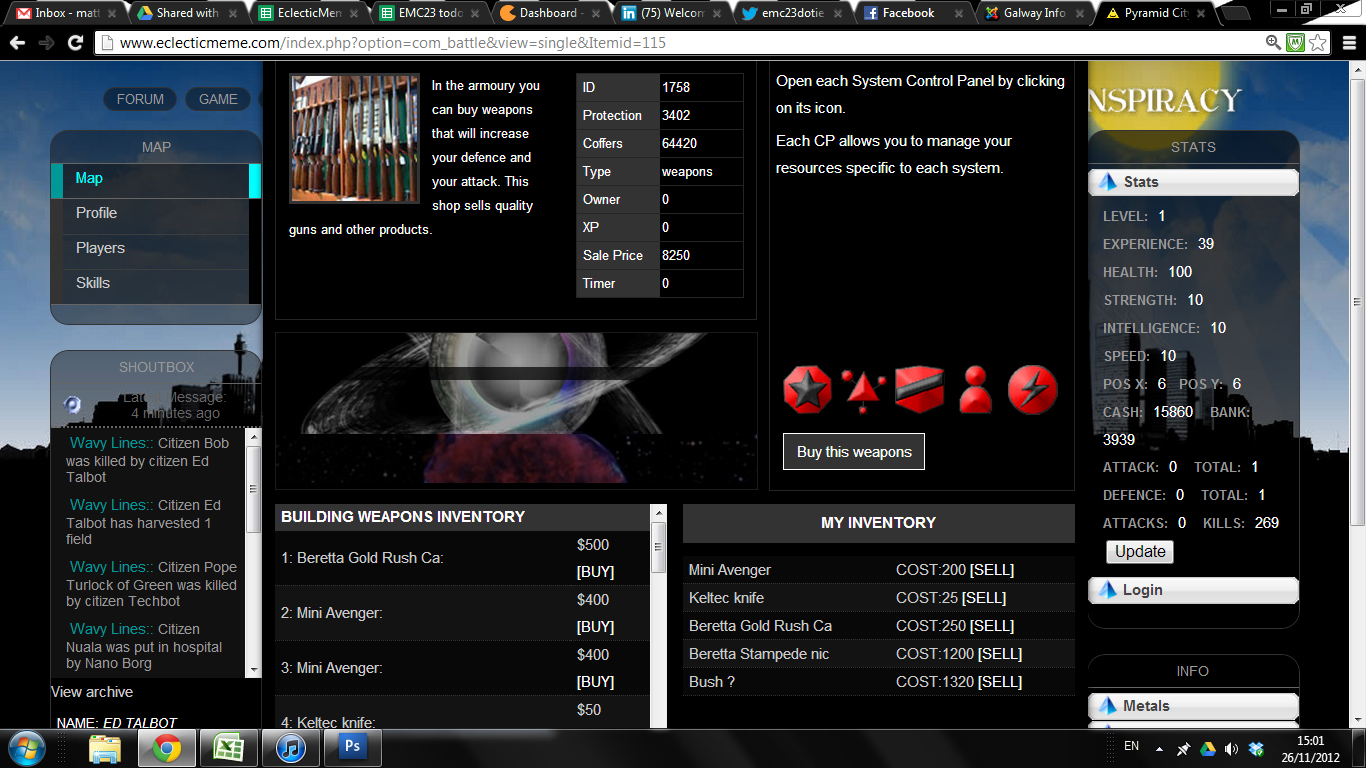 Inbox - matt
Shared with
EclecticMem
EMC23 todo
Dashboard -
(75) Welcom
emc23dotie
Facebook
Galway Info
Pyramid City
www.eclecticmeme.com/index.php?option=com_battle&view=single&Itemid=115
FORUM
GAME
MAP
Map
Profile
Players
Skills
SHOUTBOX
Latest Message:
4 minutes ago
Wavy Lines:: Citizen Bob
was killed by citizen Ed
Talbot
Wavy Lines:: Citizen Ed
Talbot has harvested 1
field
Wavy Lines:: Citizen Pope
Turlock of Green was killed
by citizen Techbot
Wavy Lines:: Citizen
Nuala was put in hospital
by Nano Borg
View archive
NAME: ED TALBOT
In the armoury you
can buy weapons
that will increase
your defence and
your attack. This
shop sells quality
guns and other products.
ID 1758
Protection 3402
Coffers 64420
Type weapons
Owner 0
XP 0
Sale Price 8250
Timer 0
Open each System Control Panel by clicking
on its icon.
Each CP allows you to manage your
resources specific to each system.
Buy this weapons
BUILDING WEAPONS INVENTORY
1: Beretta Gold Rush Ca: $500
[BUY]
2: Mini Avenger: $400
[BUY]
3: Mini Avenger: $400
[BUY]
4: Keltec knife: $50
MY INVENTORY
Mini Avenger COST:200 [SELL]
Keltec knife COST:25 [SELL]
Beretta Gold Rush Ca COST:250 [SELL]
Beretta Stampede nic COST:1200 [SELL]
Bush ? COST:1320 [SELL]
NSPIRACY
STATS
Stats
LEVEL: 1
EXPERIENCE: 39
HEALTH: 100
STRENGTH: 10
INTELLIGENCE: 10
SPEED: 10
POS X: 6 POS Y: 6
CASH: 15860 BANK:
3939
ATTACK: 0 TOTAL: 1
DEFENCE: 0 TOTAL: 1
ATTACKS: 0 KILLS: 269
Update
Login
INFO
Metals
Ps
EN
15:01
26/11/2012